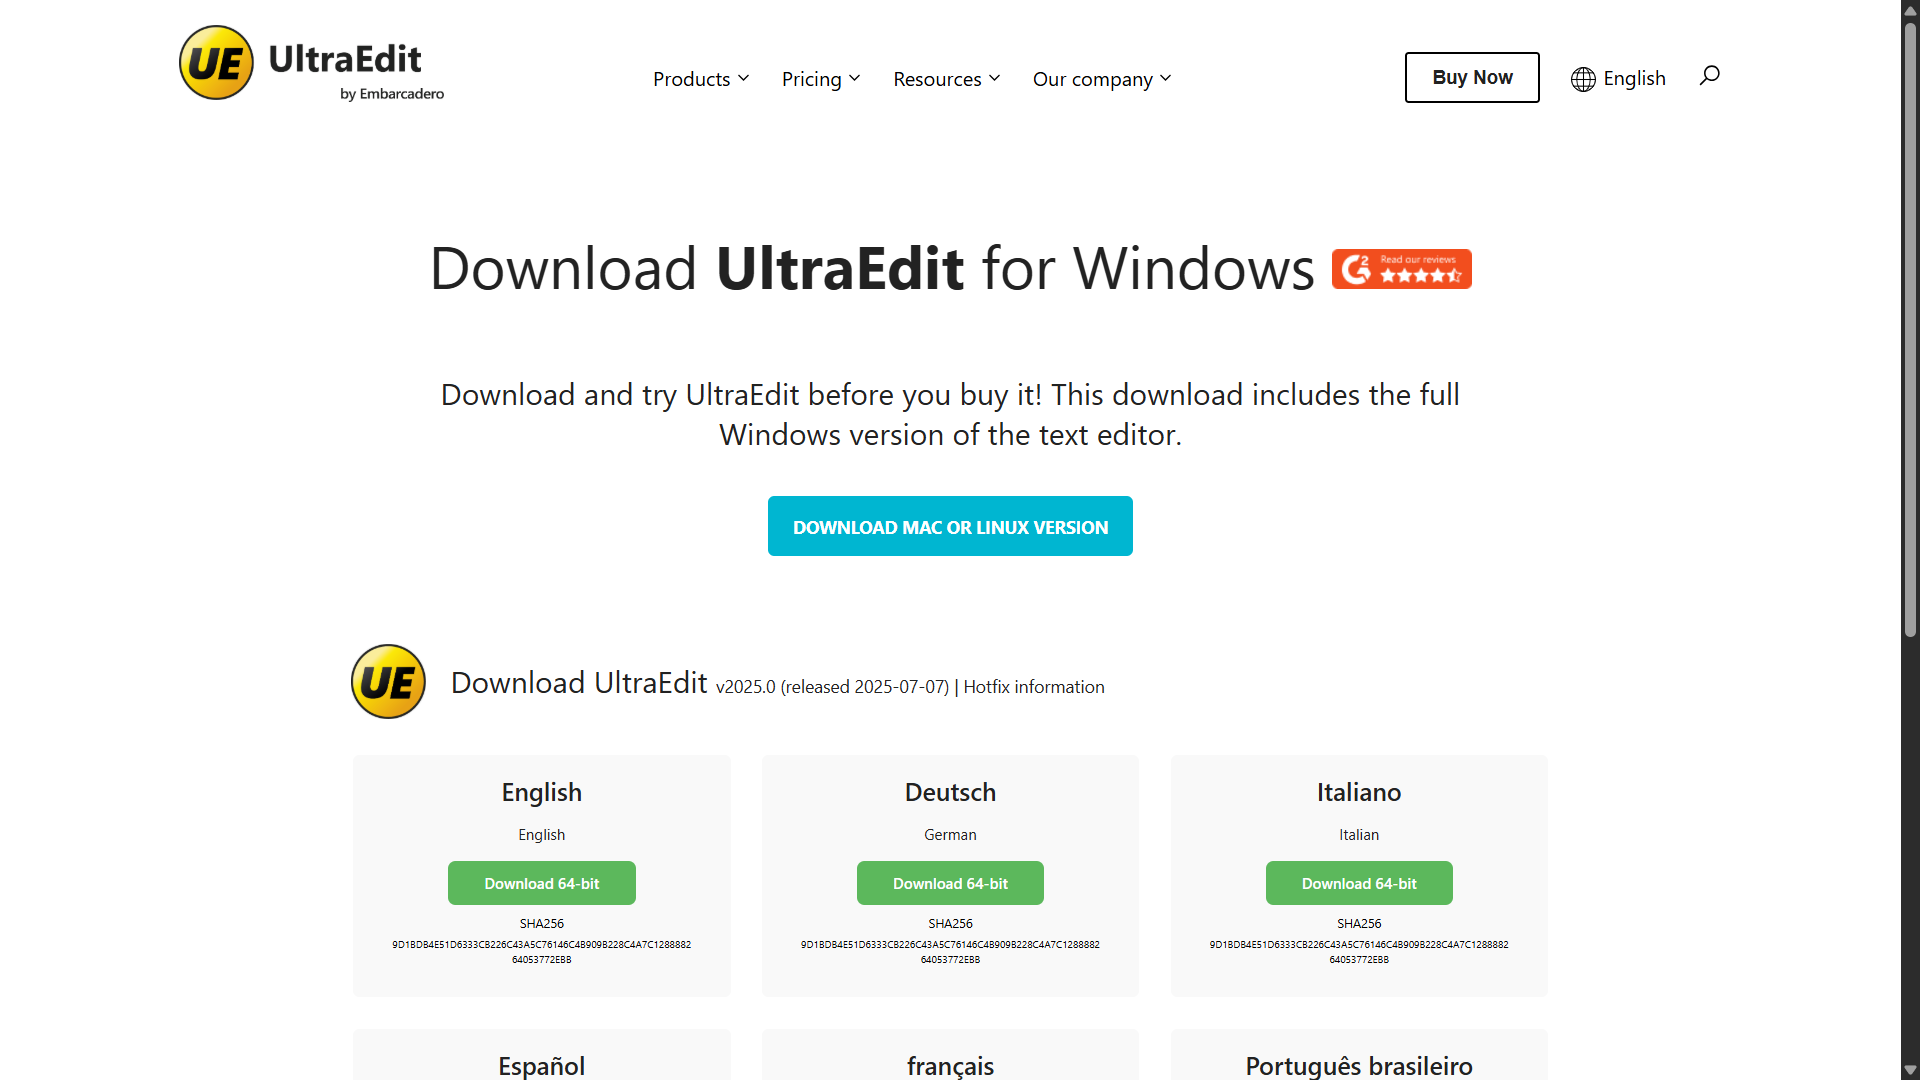 UE UltraEdit
by Embarcadero
Products Pricing Resources Our company
Buy Now English
Download UltraEdit for Windows
G2 Read our reviews
Download and try UltraEdit before you buy it! This download includes the full
Windows version of the text editor.
DOWNLOAD MAC OR LINUX VERSION
UE Download UltraEdit v2025.0 (released 2025-07-07) | Hotfix information
English
English
Download 64-bit
SHA256
9D1BDB4E51D6333CB226C43A5C76146C4B909B228C4A7C1288882
64053772EBB
Deutsch
German
Download 64-bit
SHA256
9D1BDB4E51D6333CB226C43A5C76146C4B909B228C4A7C1288882
64053772EBB
Italiano
Italian
Download 64-bit
SHA256
9D1BDB4E51D6333CB226C43A5C76146C4B909B228C4A7C1288882
64053772EBB
Español
français
Português brasileiro